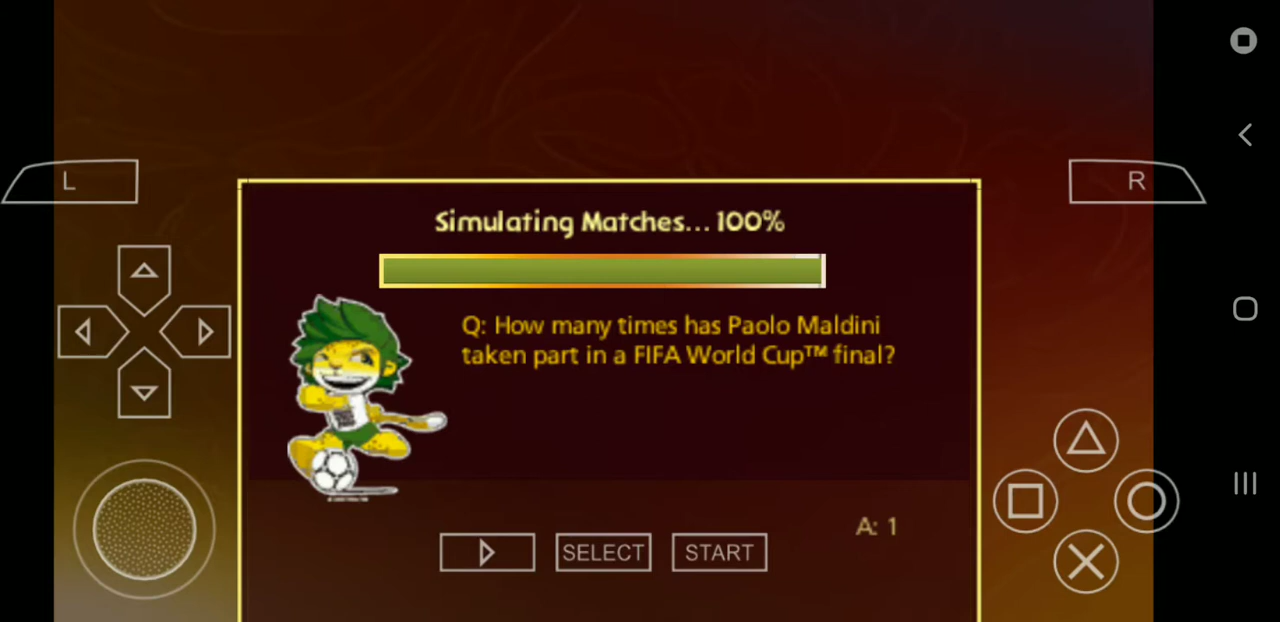 L
R
Simulating Matches... 100%
Q: How many times has Paolo Maldini
taken part in a FIFA World Cup™ final?
A: 1
SELECT
START